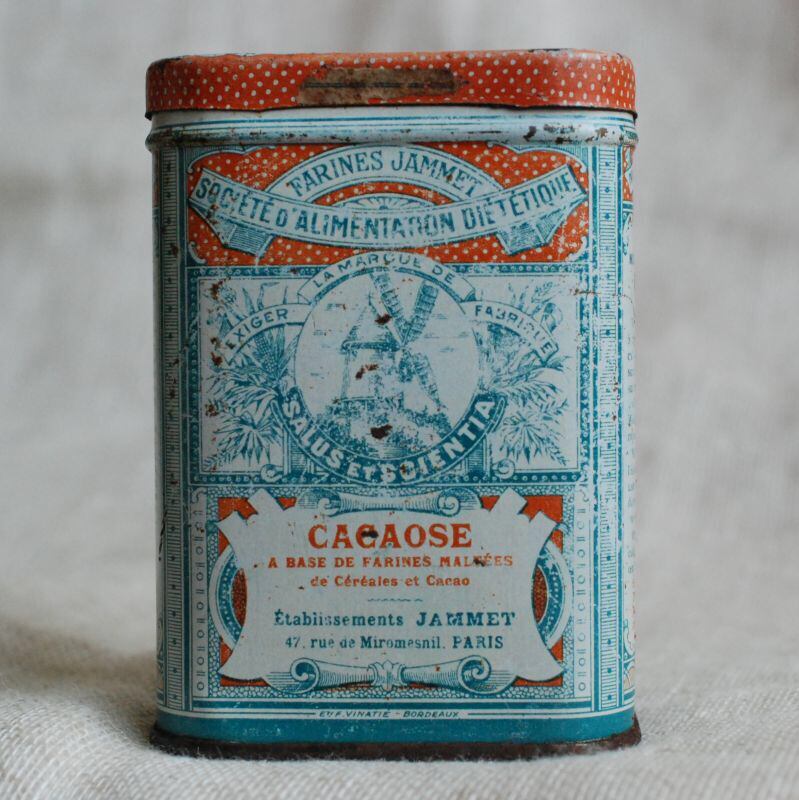 FARINES JAMMET
SOCIÉTÉ D'ALIMENTATION DIÉTÉTIQUE
EXIGER LA MARQUE DE FABRIQUE
SALUS ET SCIENTIA
CACAOSE
A BASE DE FARINES MALTÉES
de Céréales et Cacao
Établissements JAMMET
47, rue de Miromesnil. PARIS
ETS F. VINATIÉ - BORDEAUX